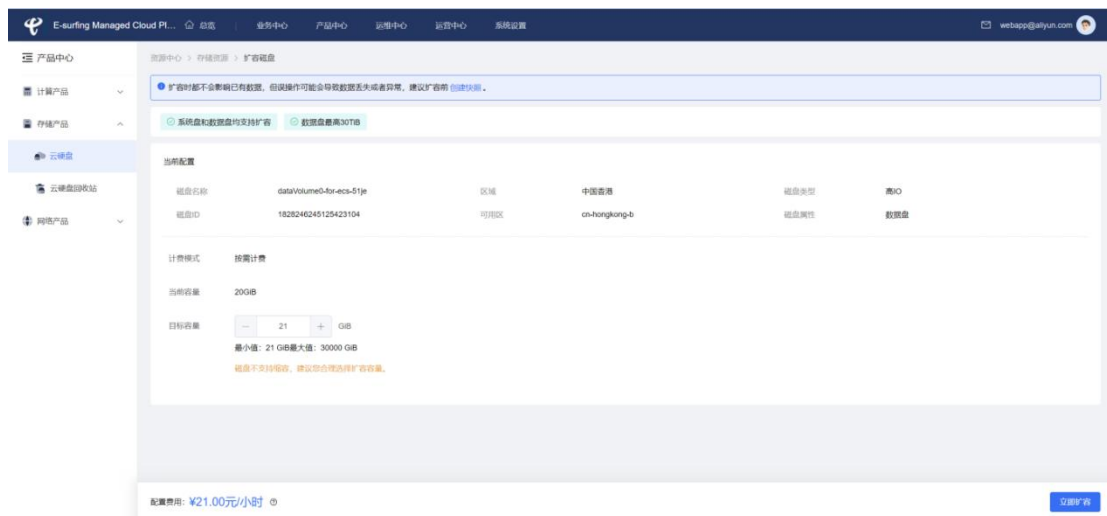 E-surfing Managed Cloud Pl... 总览 业务中心 产品中心 运维中心 运营中心 系统设置 webapp@aliyun.com
产品中心
资源中心 > 存储资源 > 扩容磁盘
计算产品
扩容时都不会影响已有数据，但误操作可能会导致数据丢失或者异常，建议扩容前 创建快照 。
存储产品
系统盘和数据盘均支持扩容 数据盘最高30TiB
云硬盘
当前配置
云硬盘回收站
磁盘名称 dataVolume0-for-ecs-51je 区域 中国香港 磁盘类型 高IO
磁盘ID 1828246245125423104 可用区 cn-hongkong-b 磁盘属性 数据盘
网络产品
计费模式 按需计费
当前容量 20GiB
目标容量 － 21 + GiB
最小值：21 GiB最大值：30000 GiB
磁盘不支持缩容，建议您合理选择扩容容量。
配置费用: ¥21.00元/小时
立即扩容